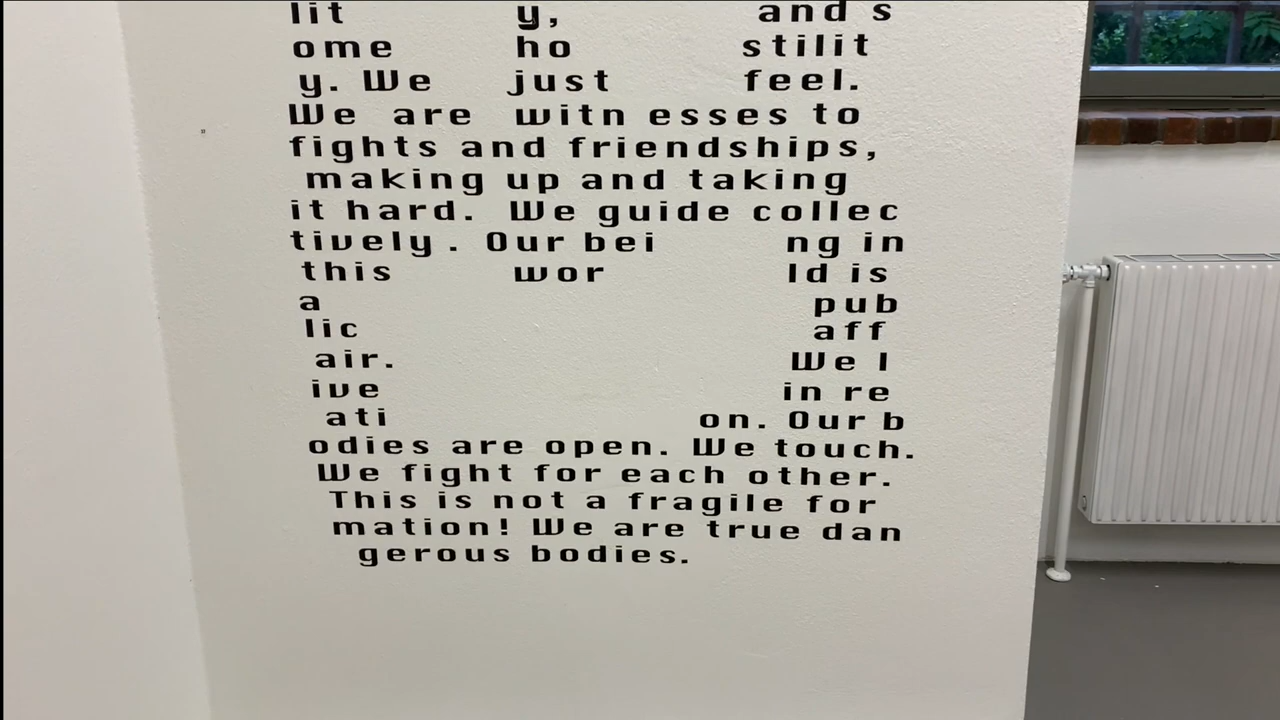 lit y, and s
ome ho stilit
y. We just feel.
We are witn esses to
fights and friendships,
making up and taking
it hard. We guide collec
tively. Our bei ng in
this wor ld is
a pub
lic aff
air. We l
ive in re
ati on. Our b
odies are open. We touch.
We fight for each other.
This is not a fragile for
mation! We are true dan
gerous bodies.